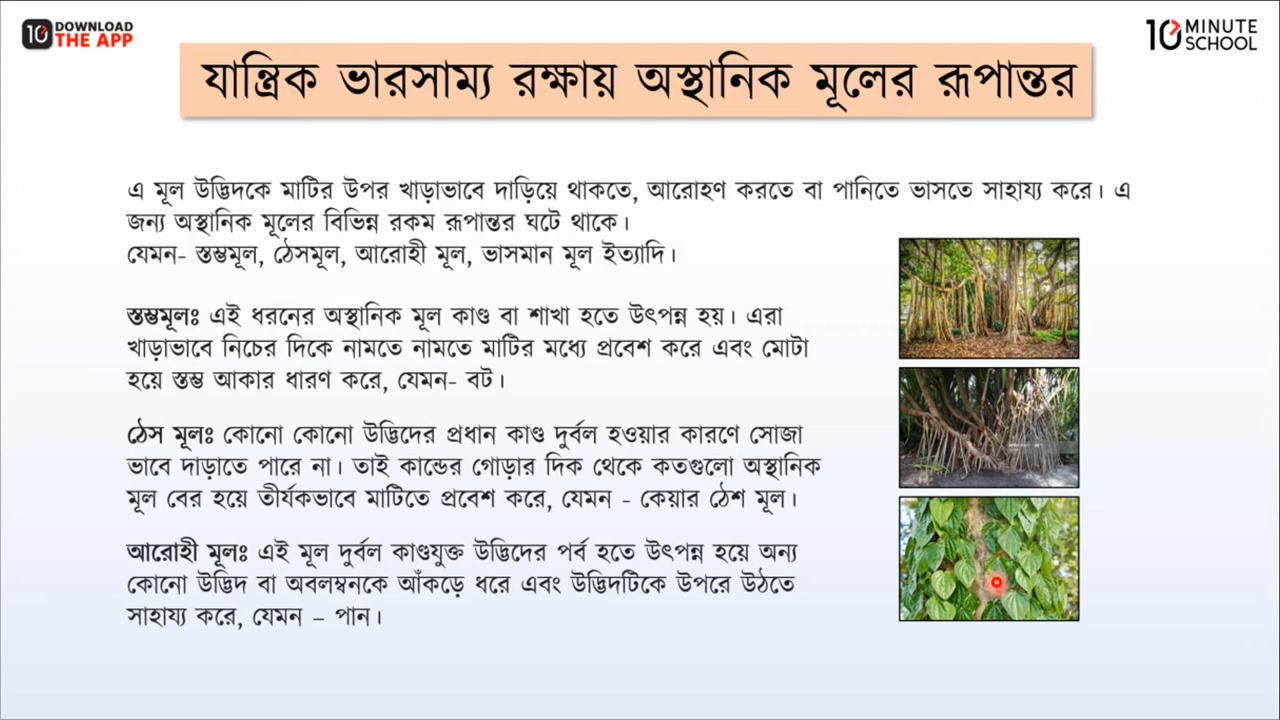 10 DOWNLOAD
THE APP
10 MINUTE
SCHOOL
যান্ত্রিক ভারসাম্য রক্ষায় অস্থানিক মূলের রূপান্তর
এ মূল উদ্ভিদকে মাটির উপর খাড়াভাবে দাড়িয়ে থাকতে, আরোহণ করতে বা পানিতে ভাসতে সাহায্য করে। এ
জন্য অস্থানিক মূলের বিভিন্ন রকম রূপান্তর ঘটে থাকে।
যেমন- স্তম্ভমূল, ঠেসমূল, আরোহী মূল, ভাসমান মূল ইত্যাদি।
স্তম্ভমূলঃ এই ধরনের অস্থানিক মূল কাণ্ড বা শাখা হতে উৎপন্ন হয়। এরা
খাড়াভাবে নিচের দিকে নামতে নামতে মাটির মধ্যে প্রবেশ করে এবং মোটা
হয়ে স্তম্ভ আকার ধারণ করে, যেমন- বট।
ঠেস মূলঃ কোনো কোনো উদ্ভিদের প্রধান কাণ্ড দুর্বল হওয়ার কারণে সোজা
ভাবে দাড়াতে পারে না। তাই কান্ডের গোড়ার দিক থেকে কতগুলো অস্থানিক
মূল বের হয়ে তীর্যকভাবে মাটিতে প্রবেশ করে, যেমন - কেয়ার ঠেশ মূল।
আরোহী মূলঃ এই মূল দুর্বল কাণ্ডযুক্ত উদ্ভিদের পর্ব হতে উৎপন্ন হয়ে অন্য
কোনো উদ্ভিদ বা অবলম্বনকে আঁকড়ে ধরে এবং উদ্ভিদটিকে উপরে উঠতে
সাহায্য করে, যেমন – পান।